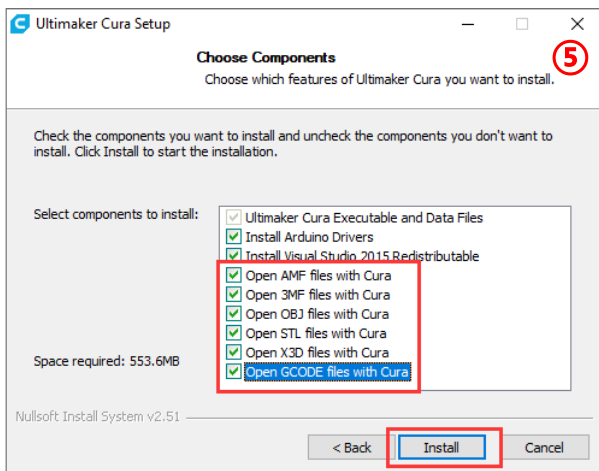 Ultimaker Cura Setup
Choose Components
Choose which features of Ultimaker Cura you want to install.
⑤
Check the components you want to install and uncheck the components you don't want to
install. Click Install to start the installation.
Select components to install:
Ultimaker Cura Executable and Data Files
Install Arduino Drivers
Install Visual Studio 2015 Redistributable
Open AMF files with Cura
Open 3MF files with Cura
Open OBJ files with Cura
Open STL files with Cura
Open X3D files with Cura
Open GCODE files with Cura
Space required: 553.6MB
Nullsoft Install System v2.51
< Back Install Cancel